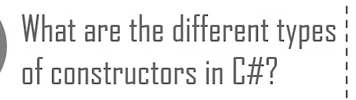 What are the different types
of constructors in C#?